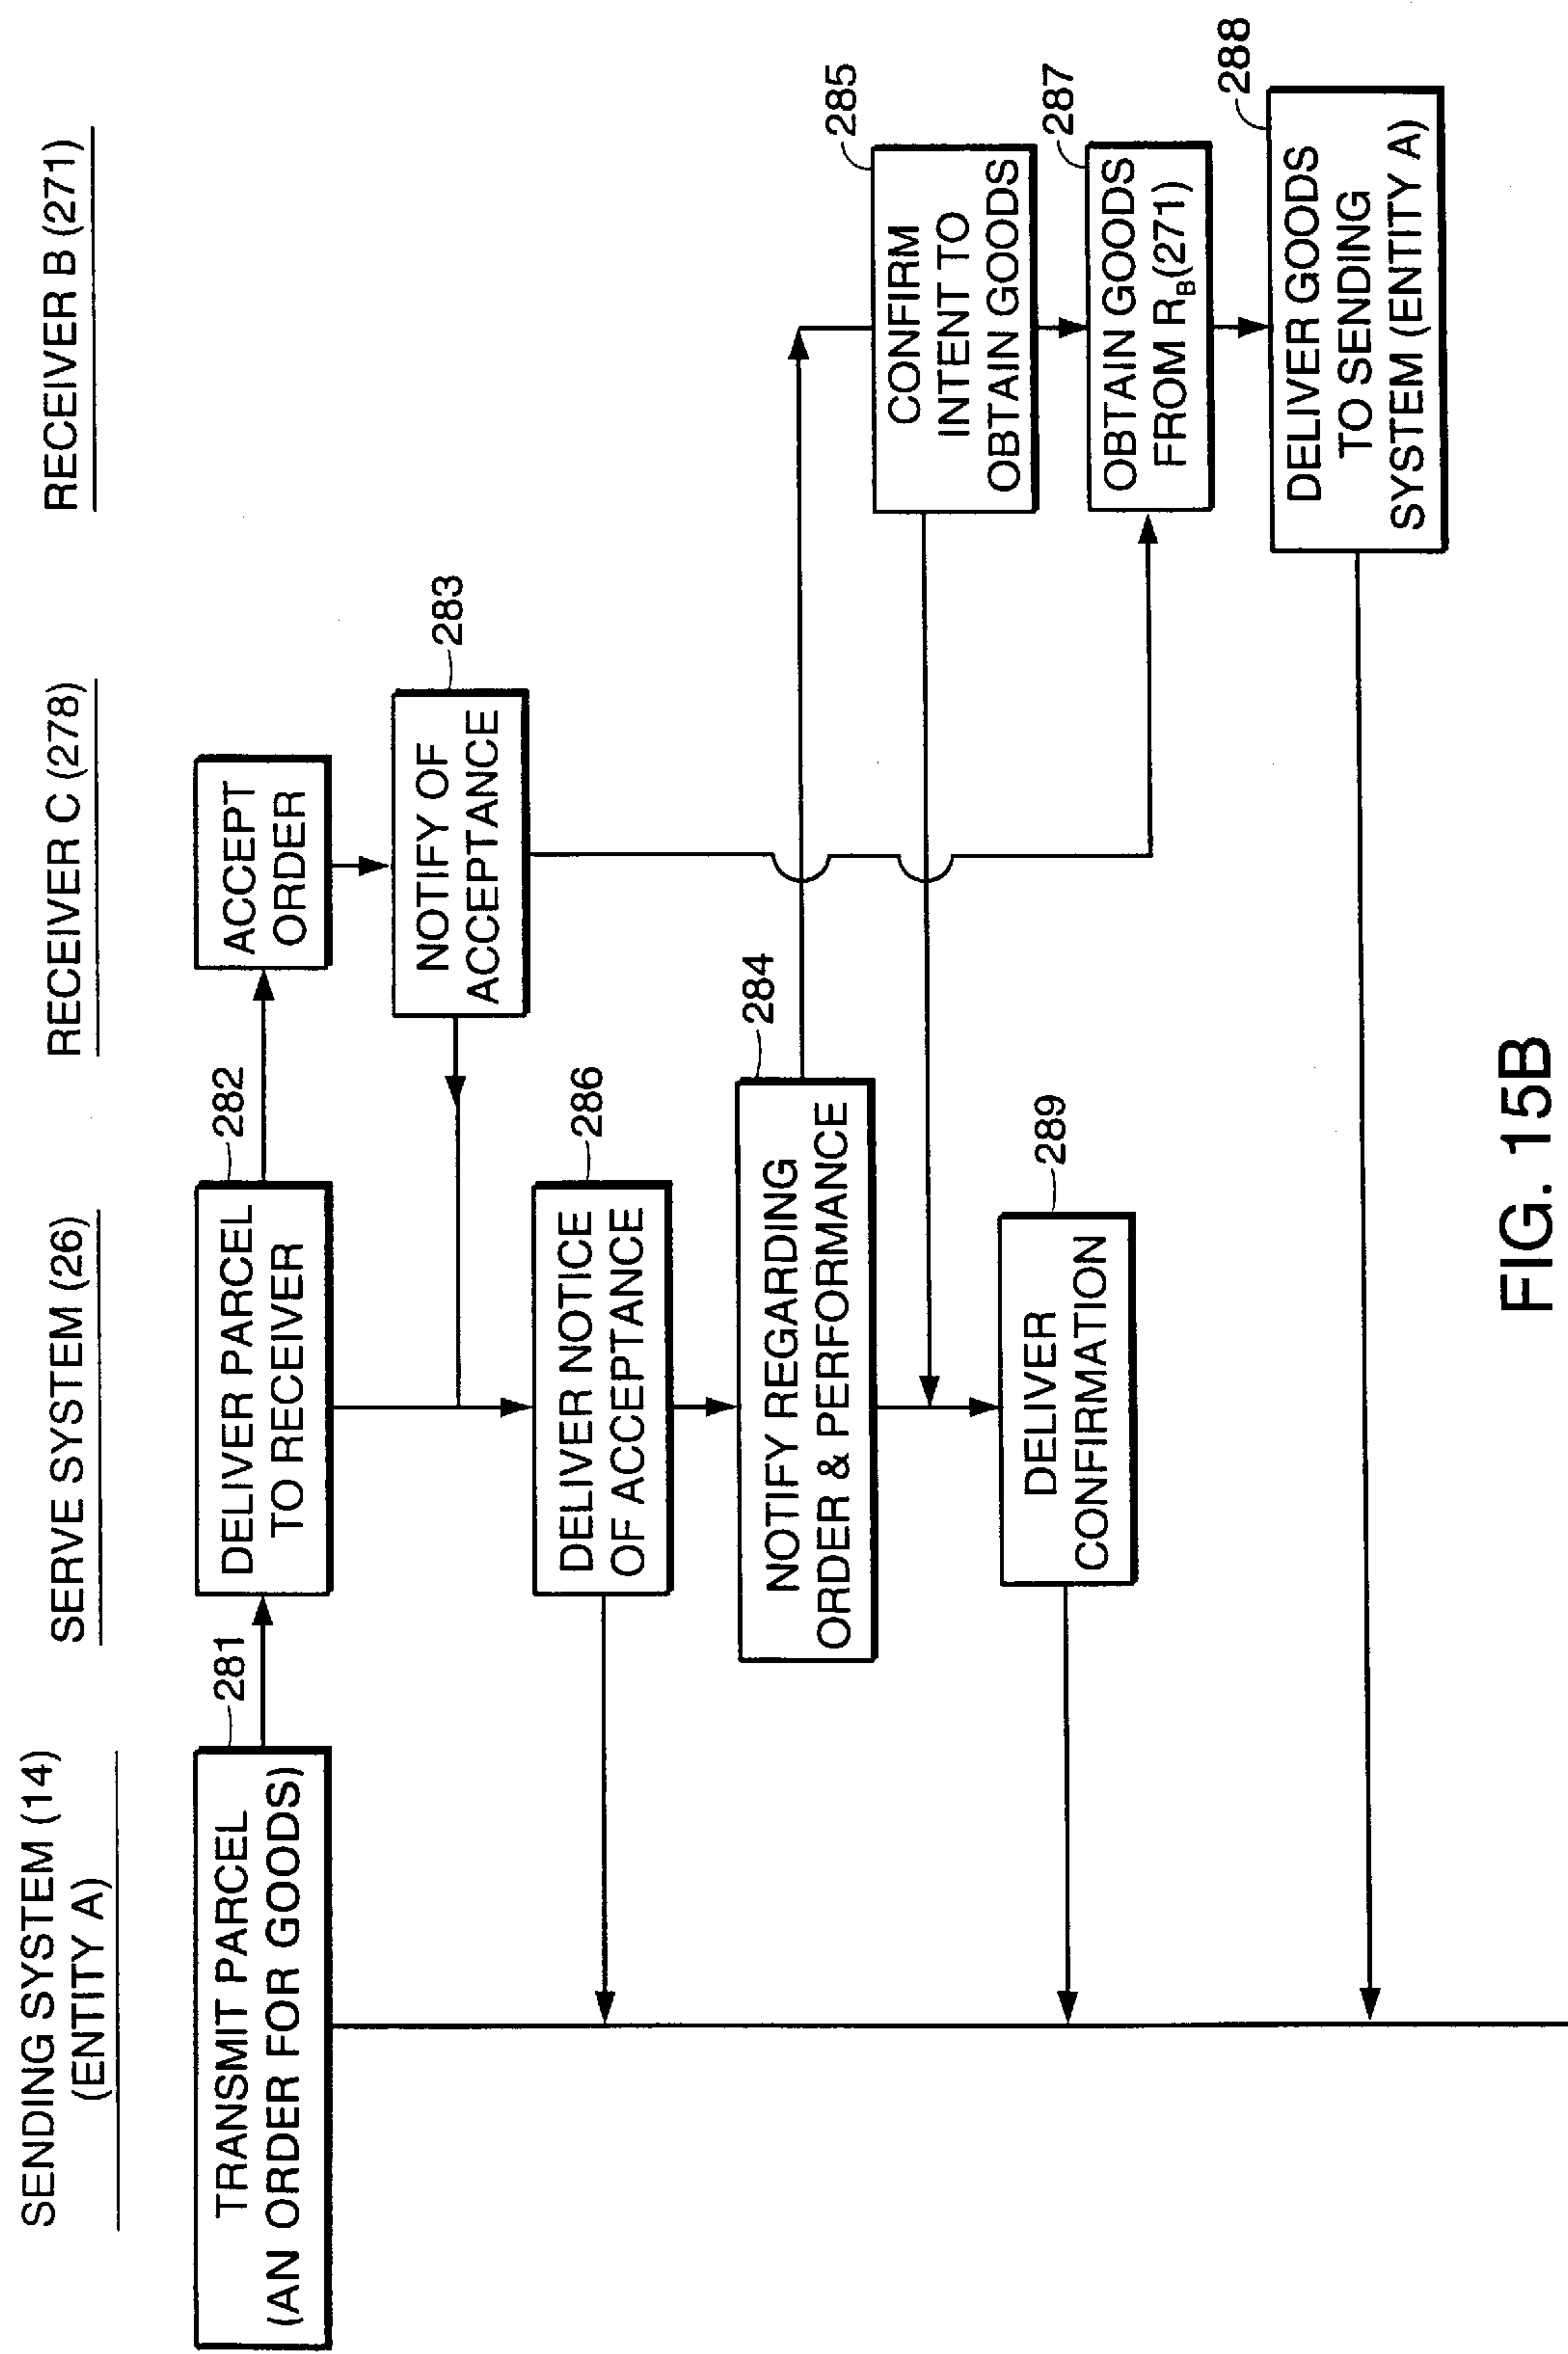 SENDING SYSTEM (14)
(ENTITY A)
SERVE SYSTEM (26)
RECEIVER C (278)
RECEIVER B (271)
281
TRANSMIT PARCEL
(AN ORDER FOR GOODS)
282
DELIVER PARCEL
TO RECEIVER
ACCEPT
ORDER
283
NOTIFY OF
ACCEPTANCE
286
DELIVER NOTICE
OF ACCEPTANCE
284
NOTIFY REGARDING
ORDER & PERFORMANCE
285
CONFIRM
INTENT TO
OBTAIN GOODS
289
DELIVER
CONFIRMATION
287
OBTAIN GOODS
FROM RB(271)
288
DELIVER GOODS
TO SENDING
SYSTEM (ENTITY A)
FIG. 15B